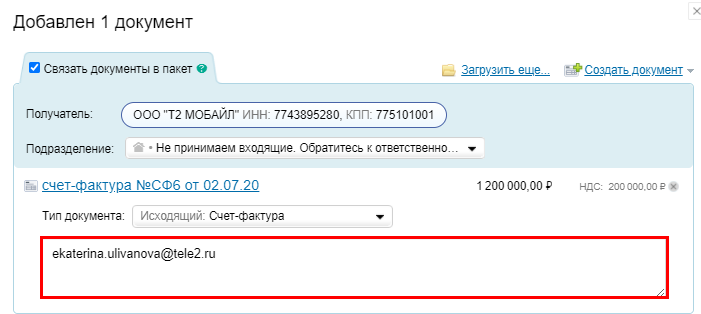 Добавлен 1 документ
Связать документы в пакет ?
Загрузить еще...
Создать документ
Получатель: ООО "Т2 МОБАЙЛ" ИНН: 7743895280, КПП: 775101001
Подразделение: • Не принимаем входящие. Обратитесь к ответственно...
счет-фактура №СФ6 от 02.07.20 1 200 000,00 ₽ НДС: 200 000,00 ₽
Тип документа: Исходящий: Счет-фактура
ekaterina.ulivanova@tele2.ru